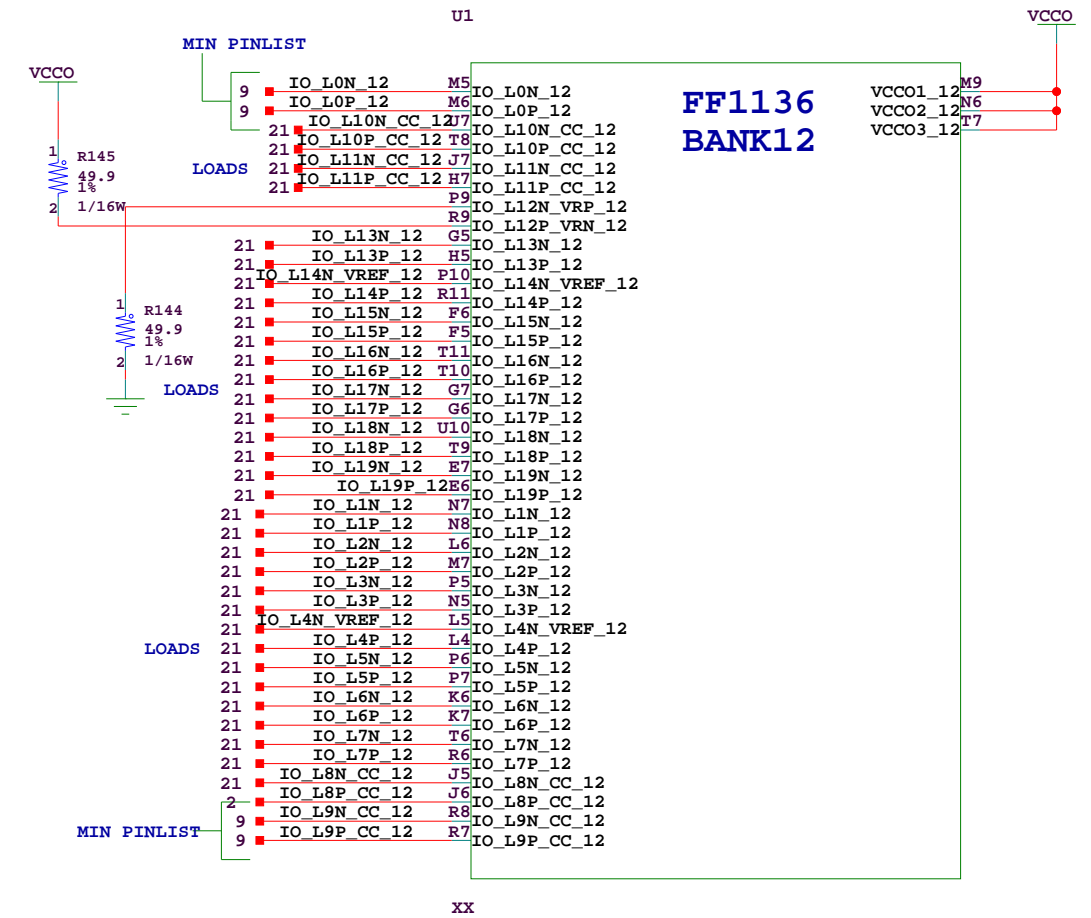 U1
VCCO
MIN PINLIST
VCCO
9 IO_L0N_12 M5 IO_L0N_12
9 IO_L0P_12 M6 IO_L0P_12
21 IO_L10N_CC_12 U7 IO_L10N_CC_12
21 IO_L10P_CC_12 T8 IO_L10P_CC_12
21 IO_L11N_CC_12 J7 IO_L11N_CC_12
21 IO_L11P_CC_12 H7 IO_L11P_CC_12
LOADS
P9 IO_L12N_VRP_12
R9 IO_L12P_VRN_12
FF1136
BANK12
VCCO1_12 M9
VCCO2_12 N6
VCCO3_12 T7
1
R145
49.9
1%
2 1/16W
21 IO_L13N_12 G5 IO_L13N_12
21 IO_L13P_12 H5 IO_L13P_12
21 IO_L14N_VREF_12 P10 IO_L14N_VREF_12
21 IO_L14P_12 R11 IO_L14P_12
21 IO_L15N_12 F6 IO_L15N_12
21 IO_L15P_12 F5 IO_L15P_12
21 IO_L16N_12 T11 IO_L16N_12
21 IO_L16P_12 T10 IO_L16P_12
21 IO_L17N_12 G7 IO_L17N_12
21 IO_L17P_12 G6 IO_L17P_12
21 IO_L18N_12 U10 IO_L18N_12
21 IO_L18P_12 T9 IO_L18P_12
21 IO_L19N_12 E7 IO_L19N_12
21 IO_L19P_12 E6 IO_L19P_12
1
R144
49.9
1%
2 1/16W
LOADS
21 IO_L1N_12 N7 IO_L1N_12
21 IO_L1P_12 N8 IO_L1P_12
21 IO_L2N_12 L6 IO_L2N_12
21 IO_L2P_12 M7 IO_L2P_12
21 IO_L3N_12 P5 IO_L3N_12
21 IO_L3P_12 N5 IO_L3P_12
21 IO_L4N_VREF_12 L5 IO_L4N_VREF_12
LOADS 21 IO_L4P_12 L4 IO_L4P_12
21 IO_L5N_12 P6 IO_L5N_12
21 IO_L5P_12 P7 IO_L5P_12
21 IO_L6N_12 K6 IO_L6N_12
21 IO_L6P_12 K7 IO_L6P_12
21 IO_L7N_12 T6 IO_L7N_12
21 IO_L7P_12 R6 IO_L7P_12
21 IO_L8N_CC_12 J5 IO_L8N_CC_12
2 IO_L8P_CC_12 J6 IO_L8P_CC_12
9 IO_L9N_CC_12 R8 IO_L9N_CC_12
9 IO_L9P_CC_12 R7 IO_L9P_CC_12
MIN PINLIST
XX